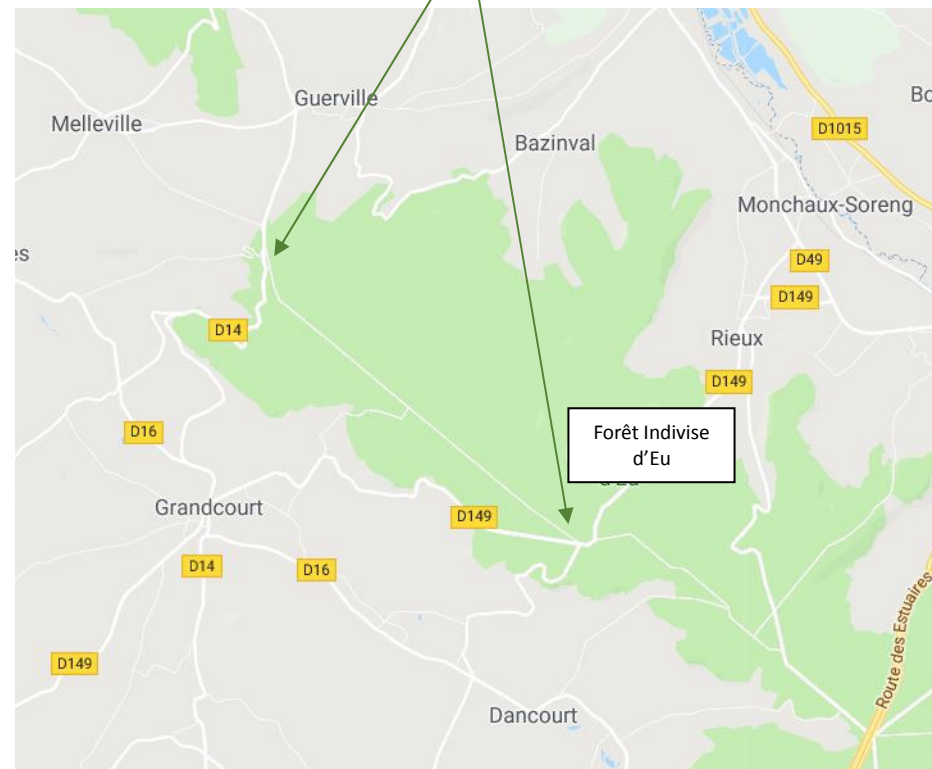 Guerville
Melleville
Bazinval
D1015
Monchaux-Soreng
D49
D149
D14
Rieux
D149
D16
Forêt Indivise
d'Eu
Grandcourt
D149
D14
D16
Route des Estuaires
D149
Dancourt